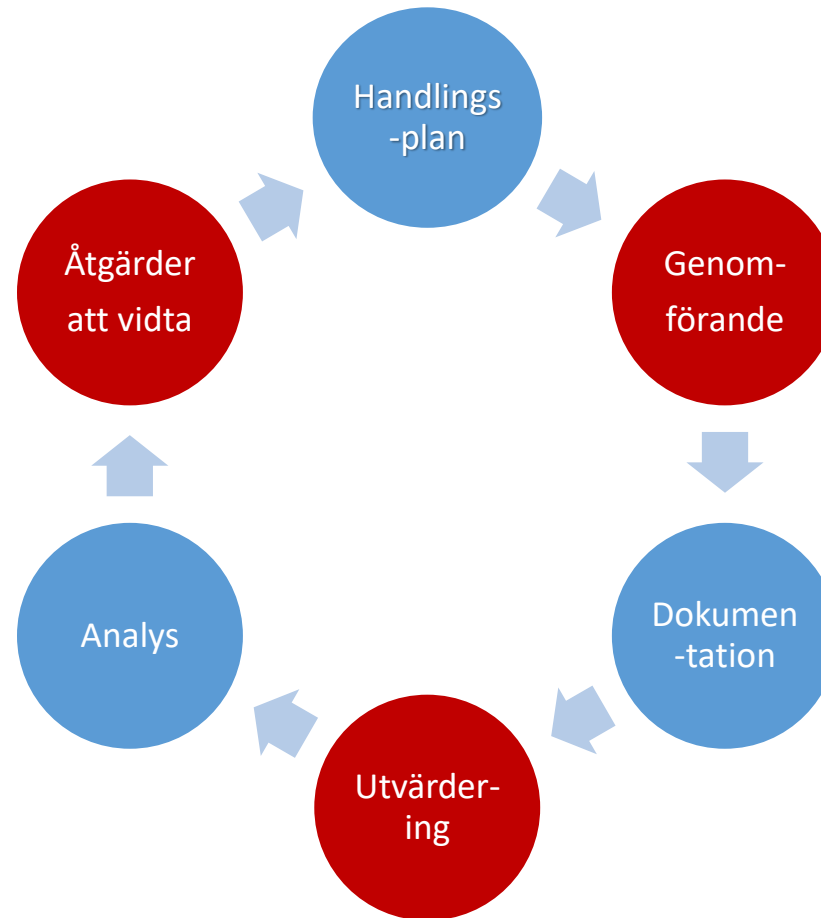 Handlings
-plan
Genom-
förande
Dokumen
-tation
Utvärder-
ing
Analys
Åtgärder
att vidta